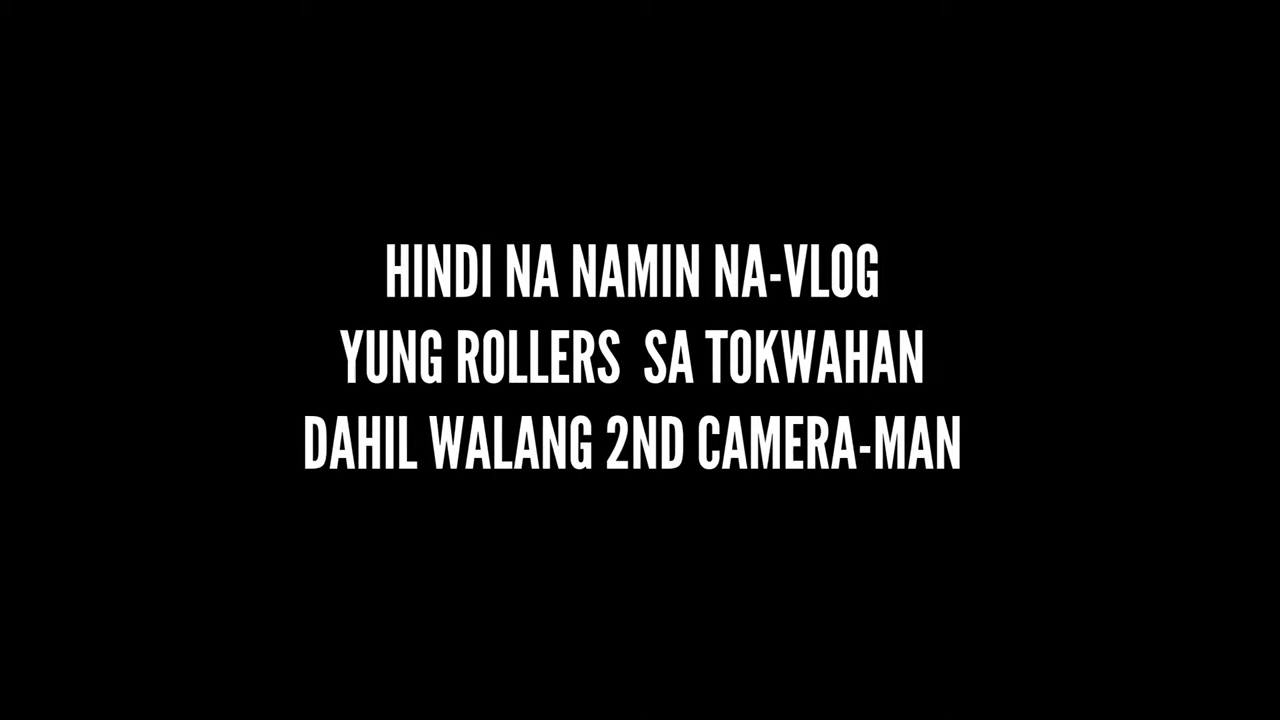 HINDI NA NAMIN NA-VLOG
YUNG ROLLERS SA TOKWAHAN
DAHIL WALANG 2ND CAMERA-MAN